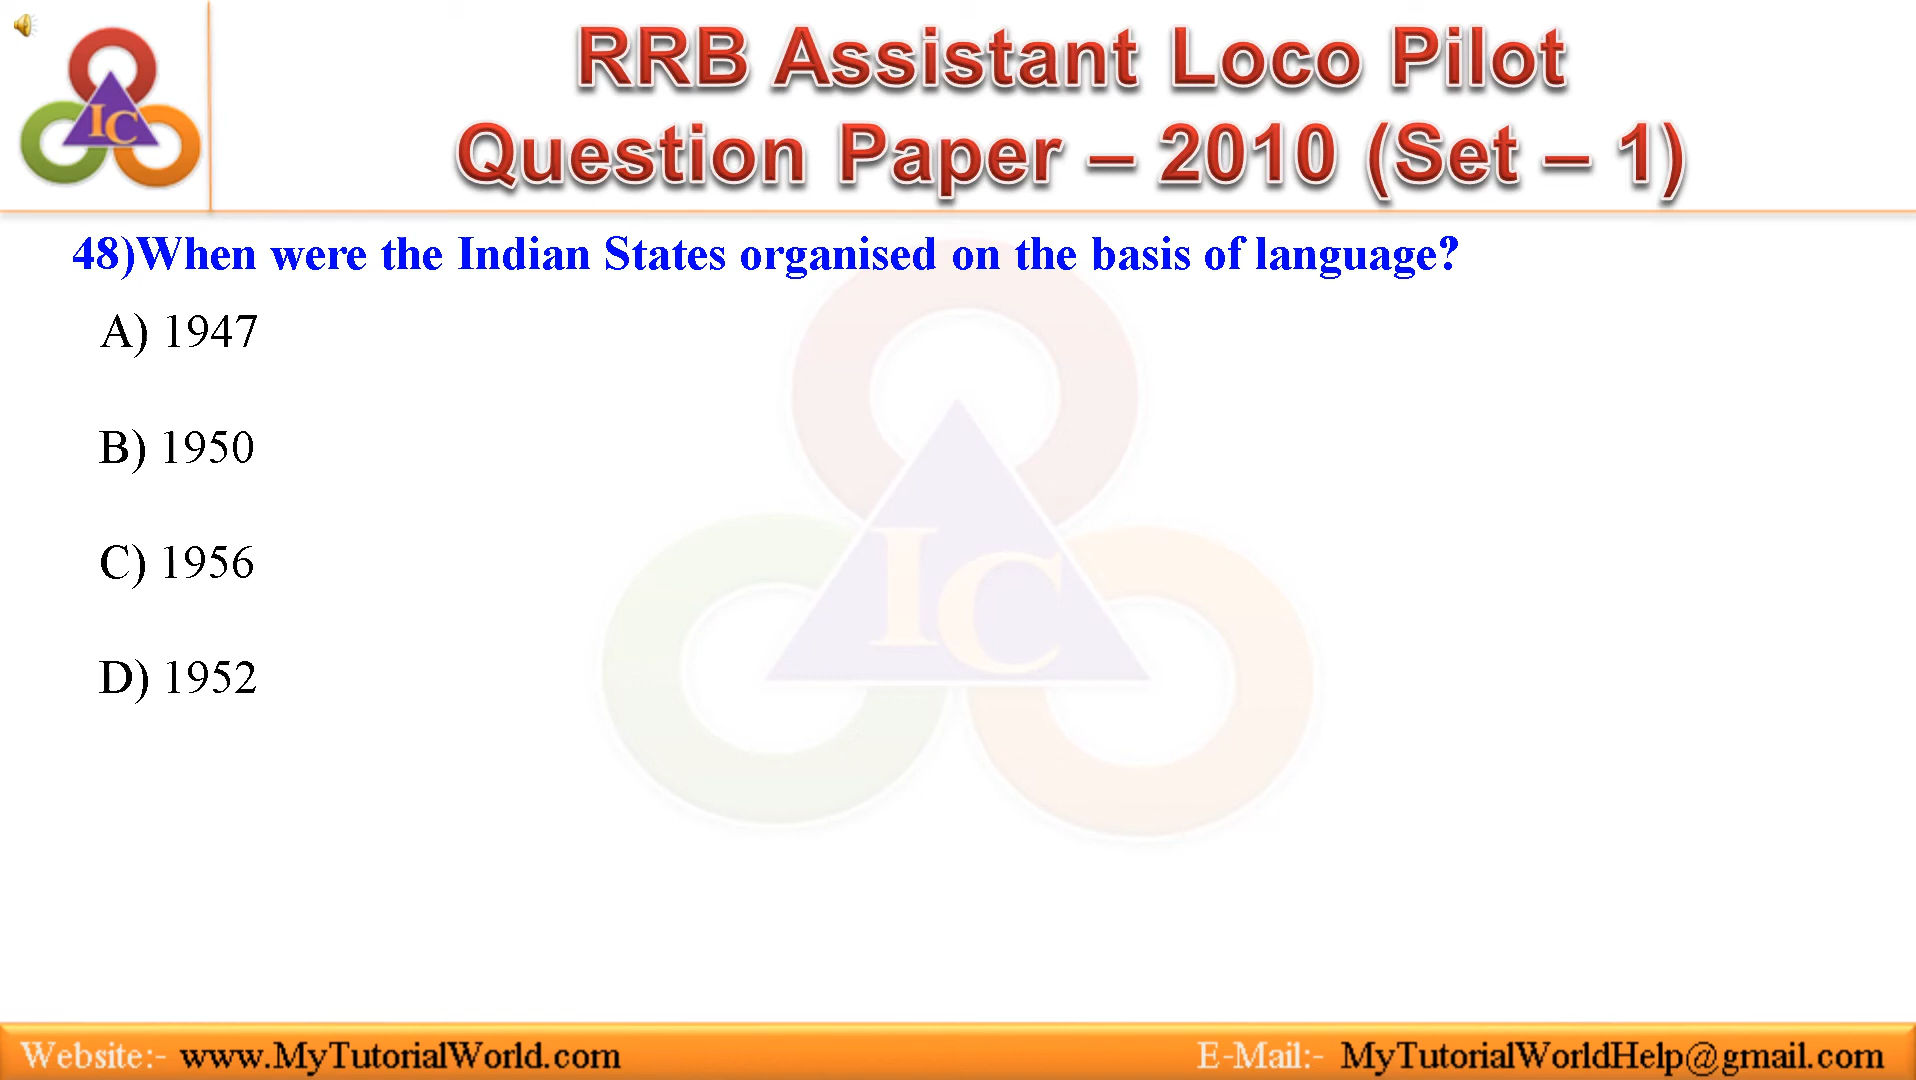 RRB Assistant Loco Pilot
Question Paper – 2010 (Set – 1)
IC
48)When were the Indian States organised on the basis of language?
A) 1947
B) 1950
C) 1956
D) 1952
IC
Website:- www.MyTutorialWorld.com
E-Mail:- MyTutorialWorldHelp@gmail.com